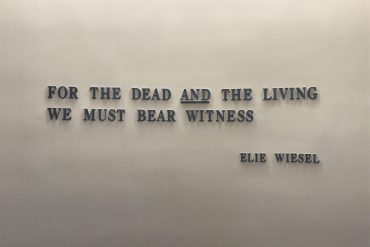 FOR THE DEAD AND THE LIVING
WE MUST BEAR WITNESS
ELIE WIESEL